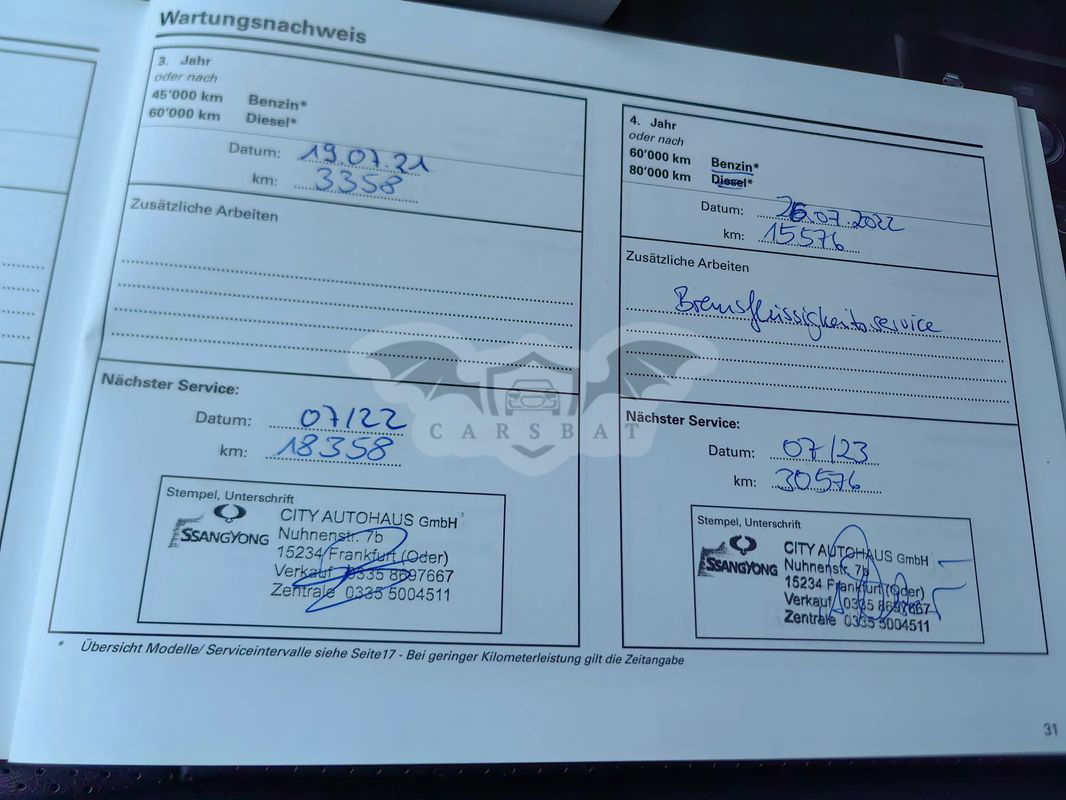 Wartungsnachweis
3. Jahr
oder nach
45'000 km Benzin*
60'000 km Diesel*
Datum: 19.07.21
km: 3358
Zusätzliche Arbeiten
Nächster Service:
Datum: 07/22
km: 18358
Stempel, Unterschrift
SSANGYONG
CITY AUTOHAUS GmbH
Nuhnenstr. 7b
15234 Frankfurt (Oder)
Verkauf 0335 8697667
Zentrale 0335 5004511
4. Jahr
oder nach
60'000 km Benzin*
80'000 km Diesel*
Datum: 26.07.2022
km: 15576
Zusätzliche Arbeiten
Bremsflüssigkeitsservice
Nächster Service:
Datum: 07/23
km: 30576
Stempel, Unterschrift
SSANGYONG
CITY AUTOHAUS GmbH
Nuhnenstr. 7b
15234 Frankfurt (Oder)
Verkauf 0335 8697667
Zentrale 0335 5004511
* Übersicht Modelle/ Serviceintervalle siehe Seite17 - Bei geringer Kilometerleistung gilt die Zeitangabe
31
CARSBAT